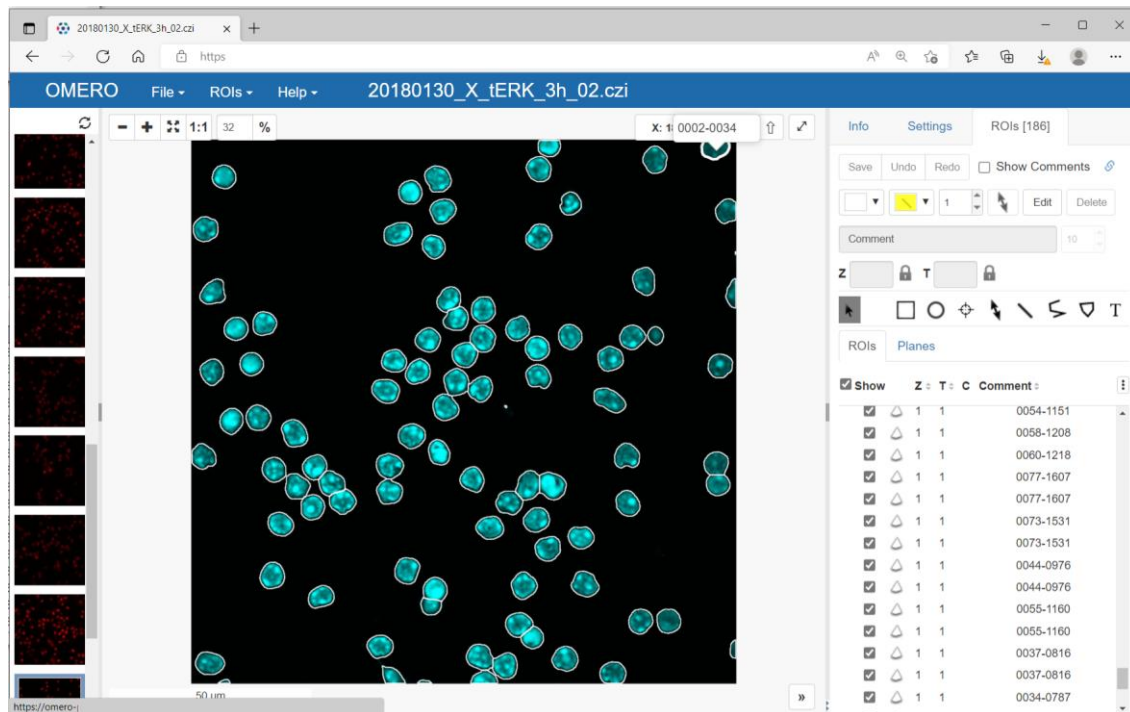 20180130_X_tERK_3h_02.czi
https
OMERO File ROIs Help 20180130_X_tERK_3h_02.czi
1:1 32 % X: 0002-0034
Info Settings ROIs [186]
Save Undo Redo Show Comments
1 Edit Delete
Comment 10
Z T
T
ROIs Planes
Show Z T C Comment
1 1 0054-1151
1 1 0058-1208
1 1 0060-1218
1 1 0077-1607
1 1 0077-1607
1 1 0073-1531
1 1 0073-1531
1 1 0044-0976
1 1 0044-0976
1 1 0055-1160
1 1 0055-1160
1 1 0037-0816
1 1 0037-0816
1 1 0034-0787
50 µm
https://omero-